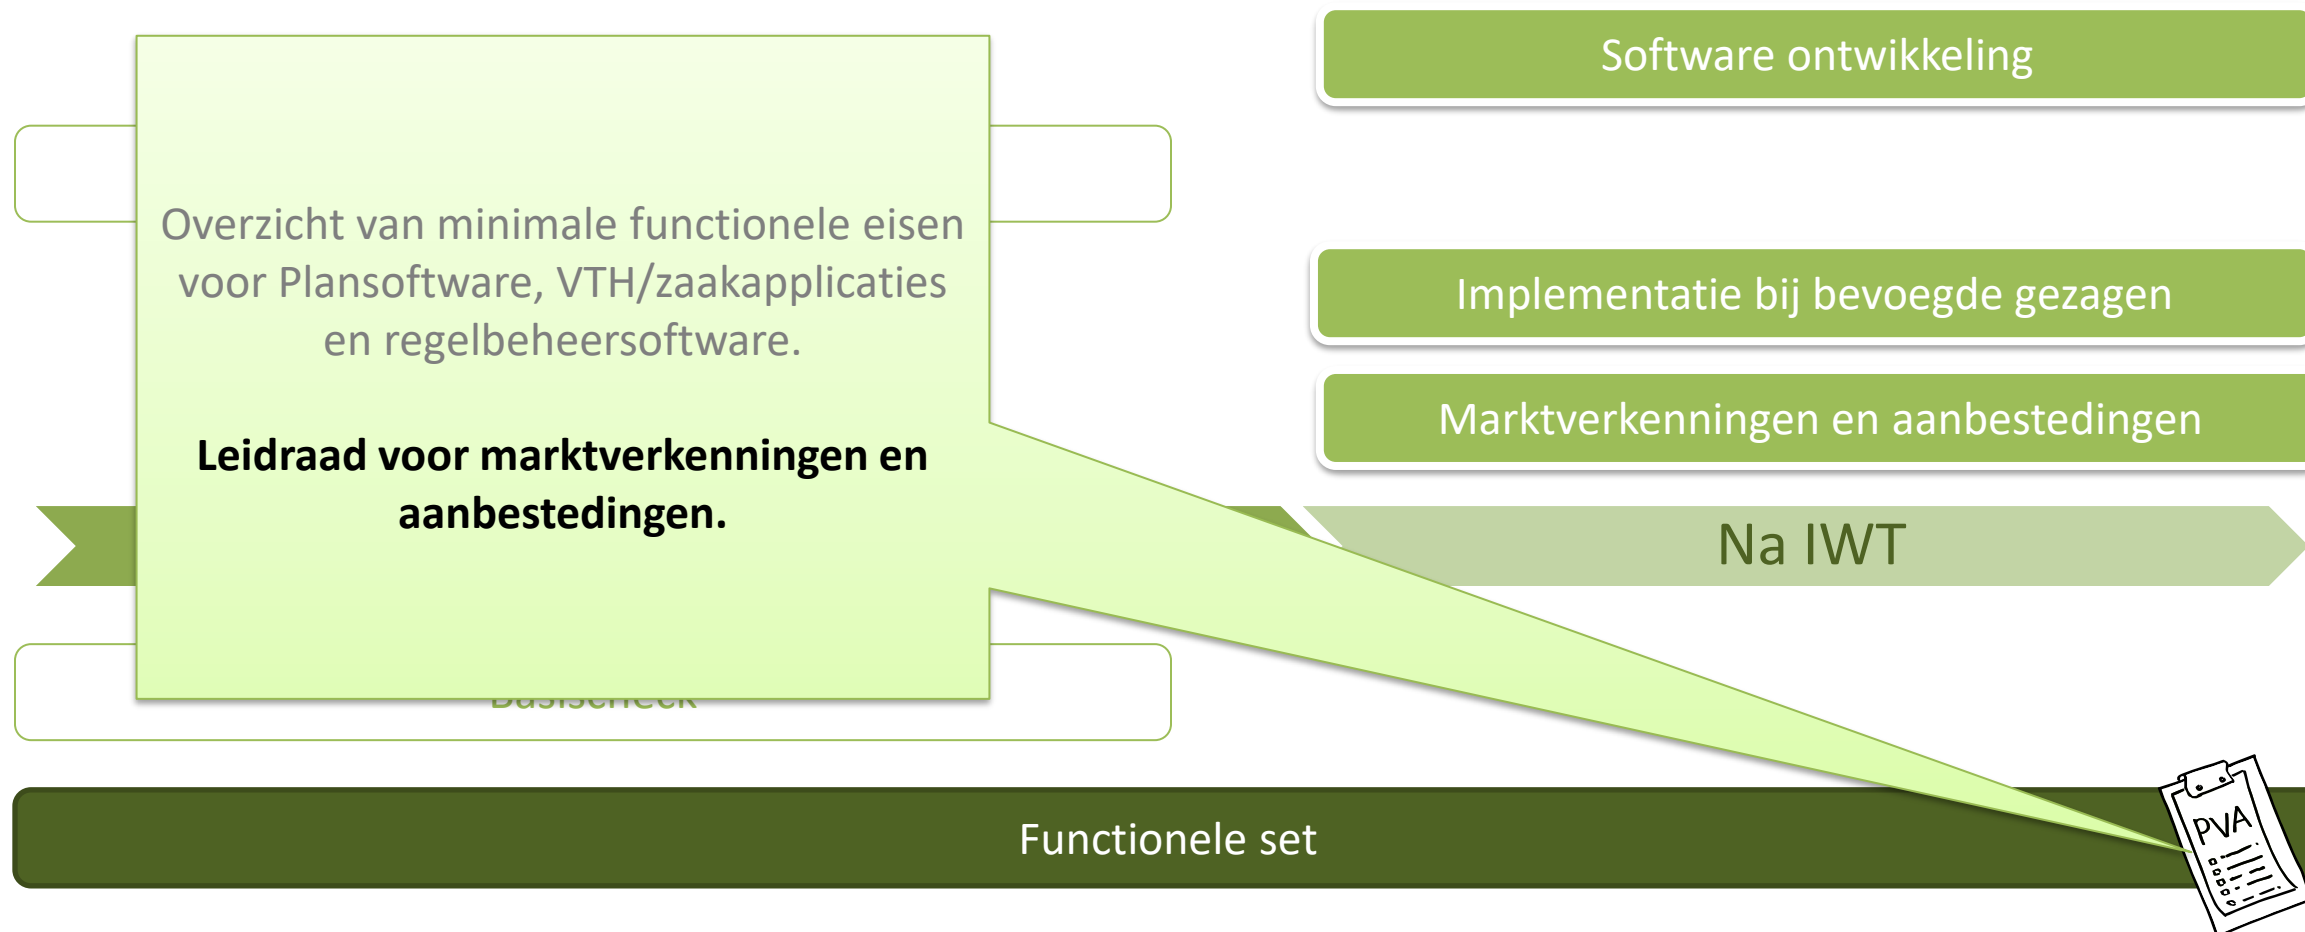 Software ontwikkeling
Overzicht van minimale functionele eisen
voor Plansoftware, VTH/zaakapplicaties
en regelbeheersoftware.
Leidraad voor marktverkenningen en
aanbestedingen.
Implementatie bij bevoegde gezagen
Marktverkenningen en aanbestedingen
Na IWT
Basischeck
Functionele set
PVA